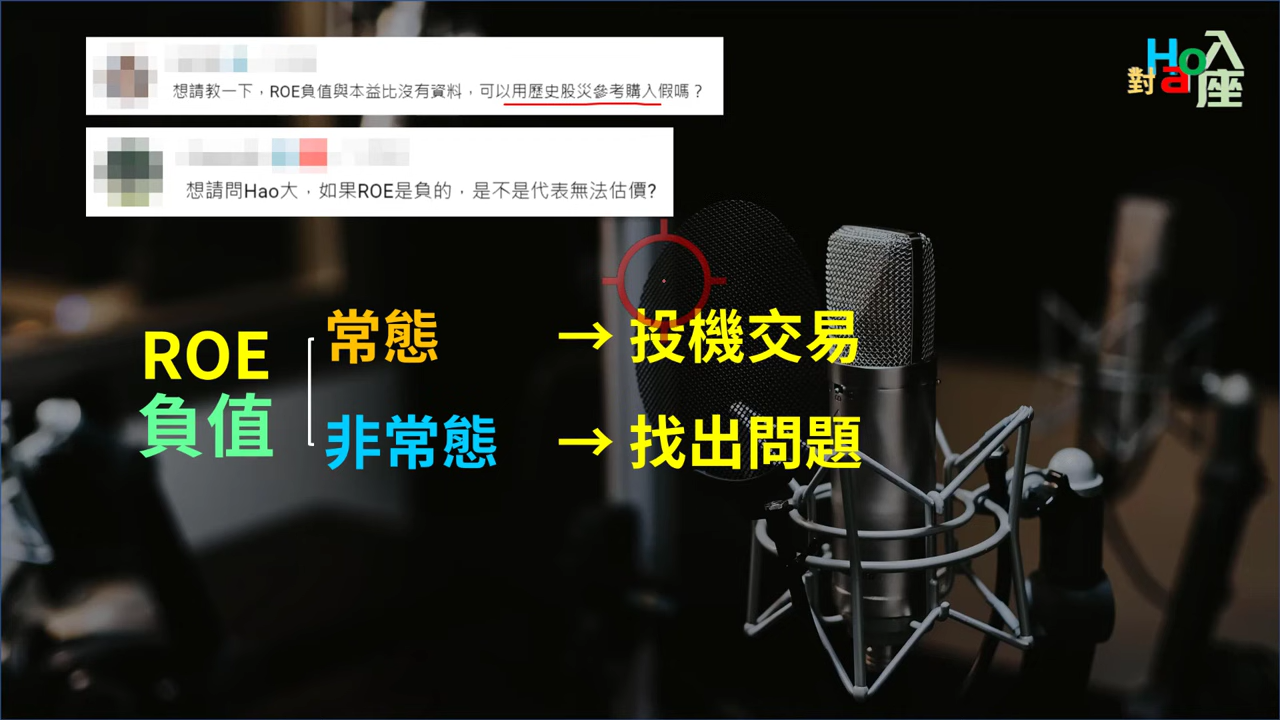 想請教一下，ROE負值與本益比沒有資料，可以用歷史股災參考購入假嗎？
想請問Hao大，如果ROE是負的，是不是代表無法估價?
對Hao入座
ROE
負值
常態 → 投機交易
非常態 → 找出問題